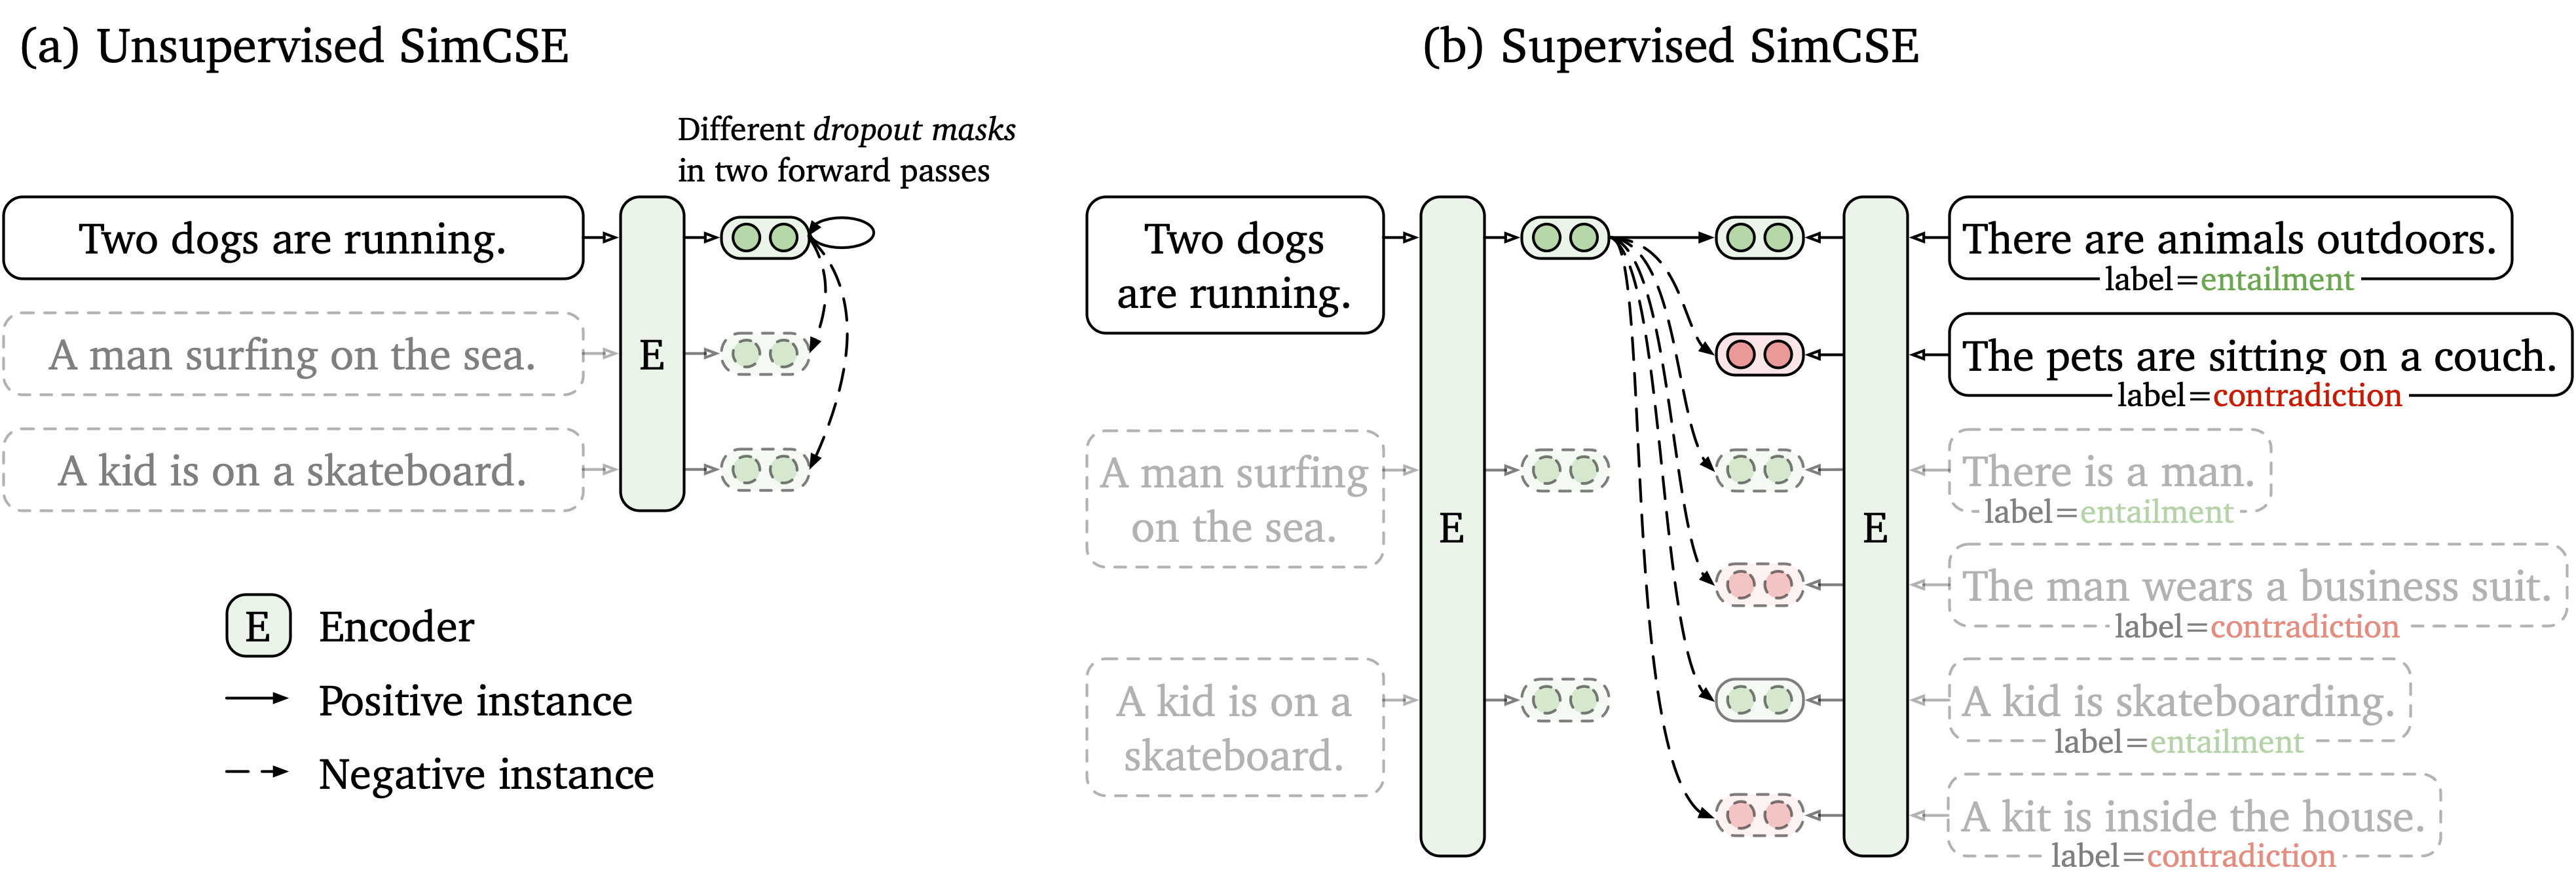 (a) Unsupervised SimCSE
Different dropout masks
in two forward passes
Two dogs are running.
A man surfing on the sea.
A kid is on a skateboard.
E
E Encoder
Positive instance
Negative instance
(b) Supervised SimCSE
Two dogs
are running.
A man surfing
on the sea.
A kid is on a
skateboard.
E
E
There are animals outdoors.
label=entailment
The pets are sitting on a couch.
label=contradiction
There is a man.
label=entailment
The man wears a business suit.
label=contradiction
A kid is skateboarding.
label=entailment
A kit is inside the house.
label=contradiction